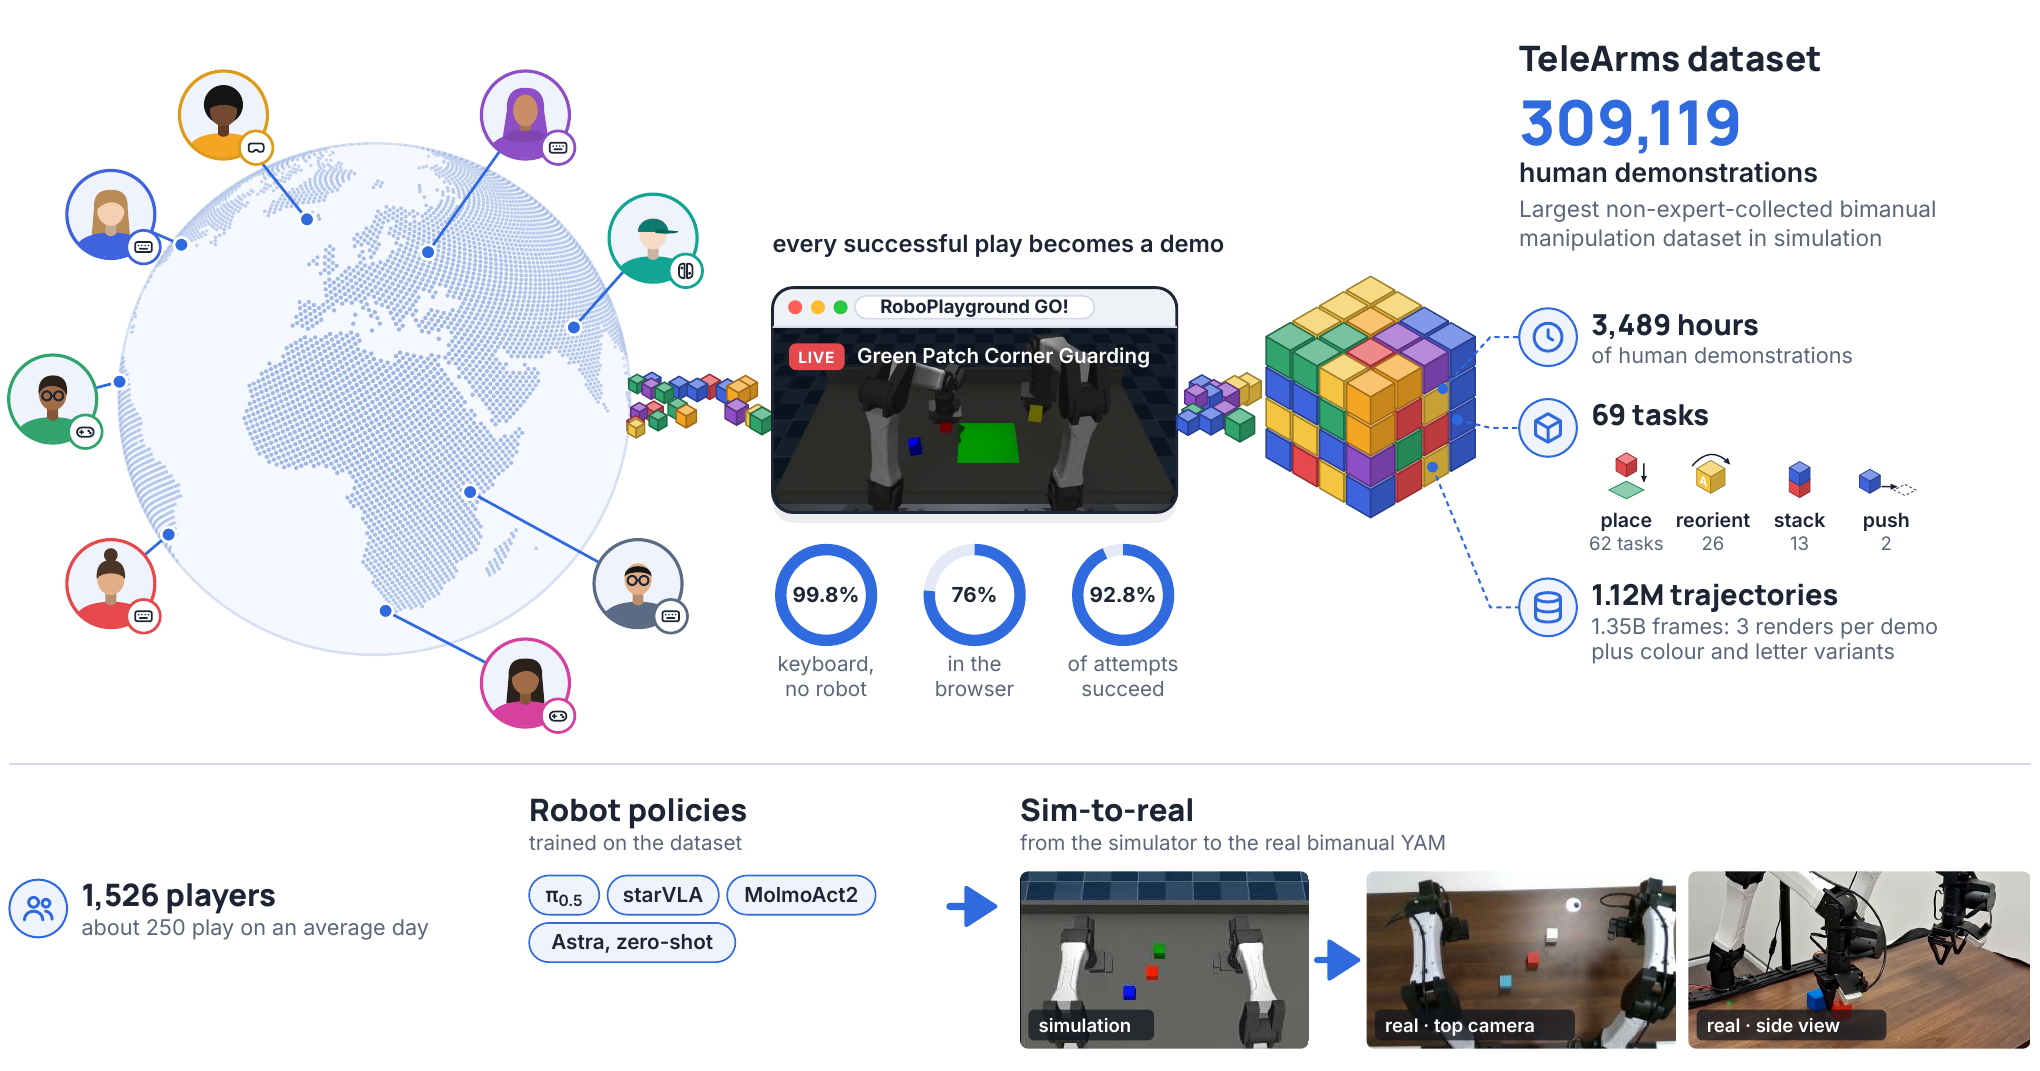 TeleArms dataset
309,119
human demonstrations
Largest non-expert-collected bimanual
manipulation dataset in simulation
every successful play becomes a demo
RoboPlayground GO!
LIVE Green Patch Corner Guarding
99.8%
keyboard,
no robot
76%
in the
browser
92.8%
of attempts
succeed
3,489 hours
of human demonstrations
69 tasks
A
place
62 tasks
reorient
26
stack
13
push
2
1.12M trajectories
1.35B frames: 3 renders per demo
plus colour and letter variants
1,526 players
about 250 play on an average day
Robot policies
trained on the dataset
π0.5
starVLA
MolmoAct2
Astra, zero-shot
Sim-to-real
from the simulator to the real bimanual YAM
simulation
real · top camera
real · side view